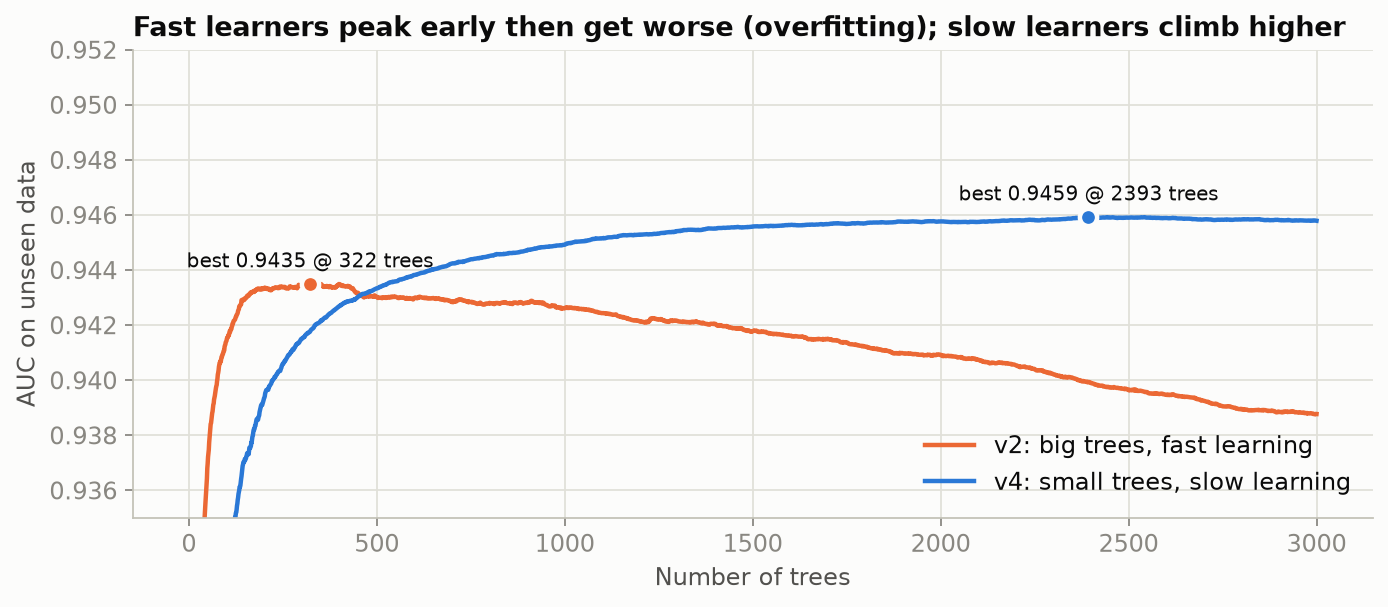 Fast learners peak early then get worse (overfitting); slow learners climb higher
0.952
0.950
0.948
0.946
0.944
0.942
0.940
0.938
0.936
AUC on unseen data
best 0.9459 @ 2393 trees
best 0.9435 @ 322 trees
v2: big trees, fast learning
v4: small trees, slow learning
0 500 1000 1500 2000 2500 3000
Number of trees